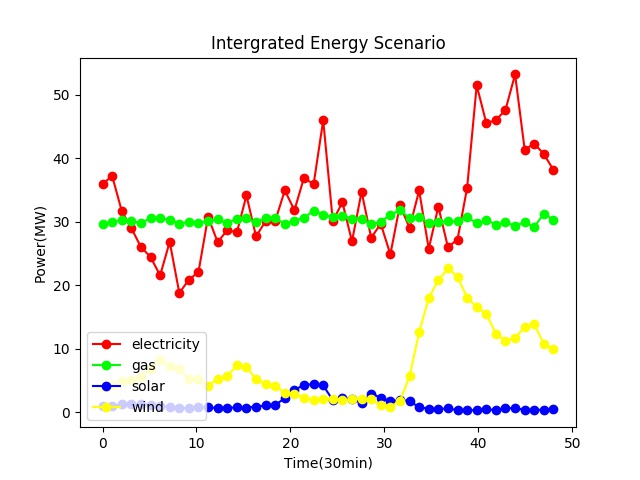 Intergrated Energy Scenario
Power(MW)
50
40
30
20
10
0
electricity
gas
solar
wind
0 10 20 30 40 50
Time(30min)